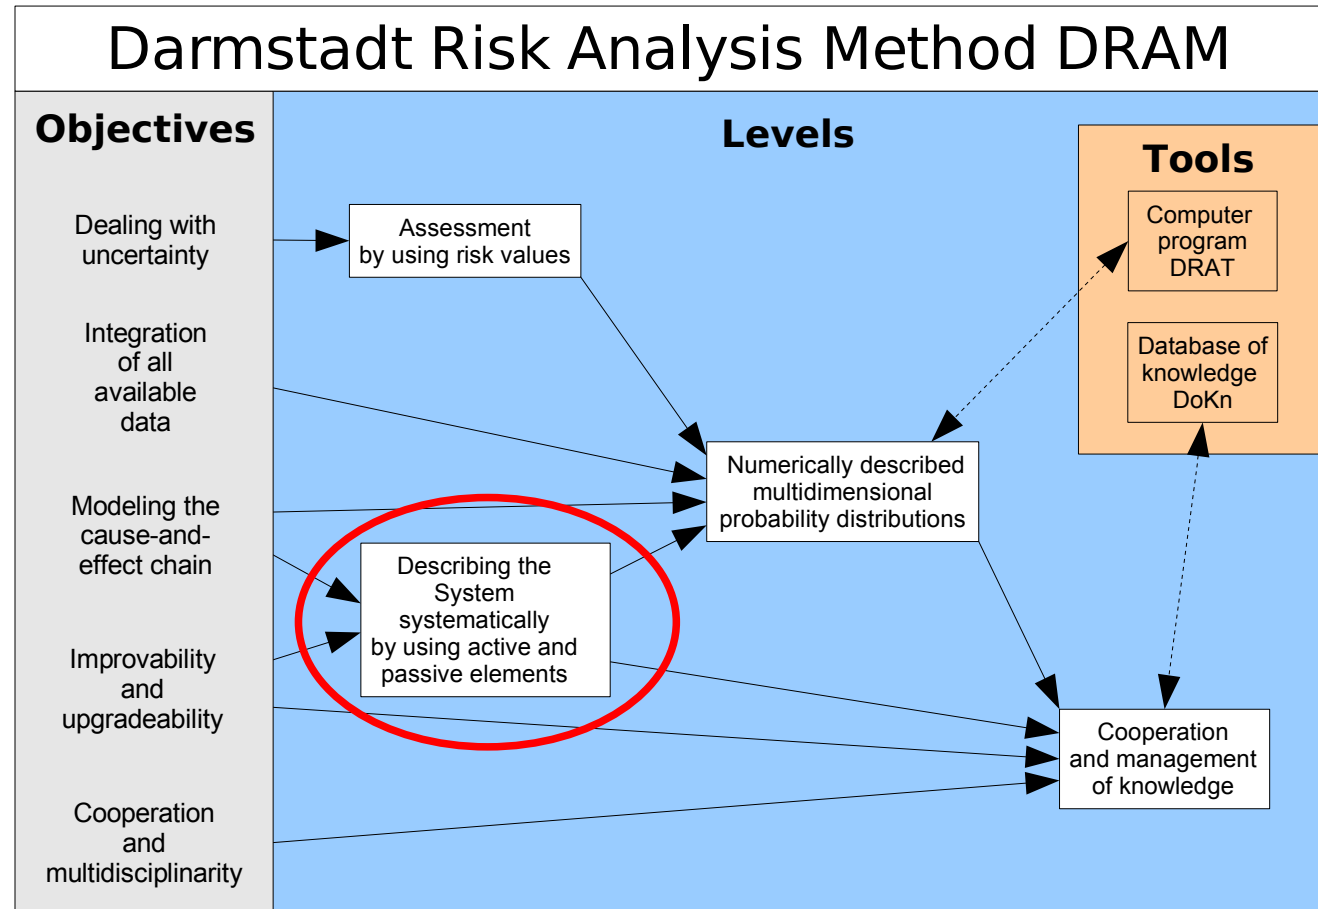 Darmstadt Risk Analysis Method DRAM
Objectives
Dealing with
uncertainty
Integration
of all
available
data
Modeling the
cause-and-
effect chain
Improvability
and
upgradeability
Cooperation
and
multidisciplinarity
Levels
Assessment
by using risk values
Describing the
System
systematically
by using active and
passive elements
Numerically described
multidimensional
probability distributions
Cooperation
and management
of knowledge
Tools
Computer
program
DRAT
Database of
knowledge
DoKn